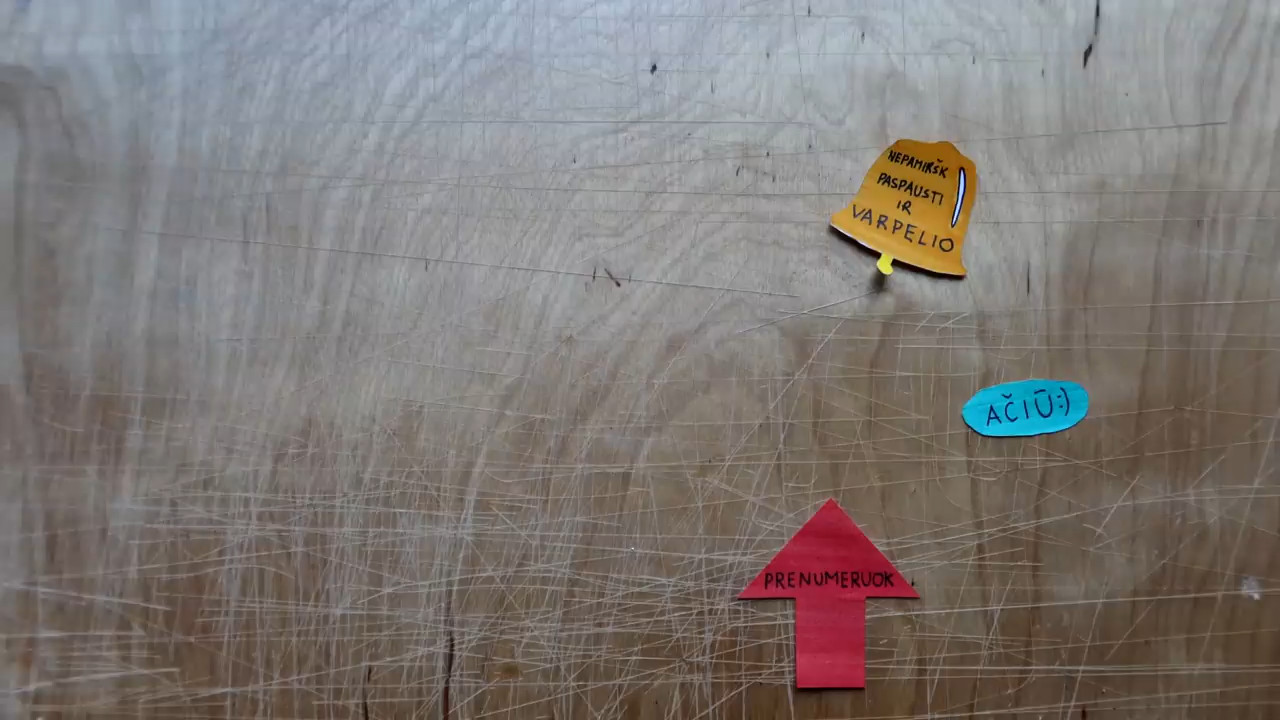 NEPAMIRŠK
PASPAUSTI
IR
VARPELIO
AČIŪ:)
PRENUMERUOK